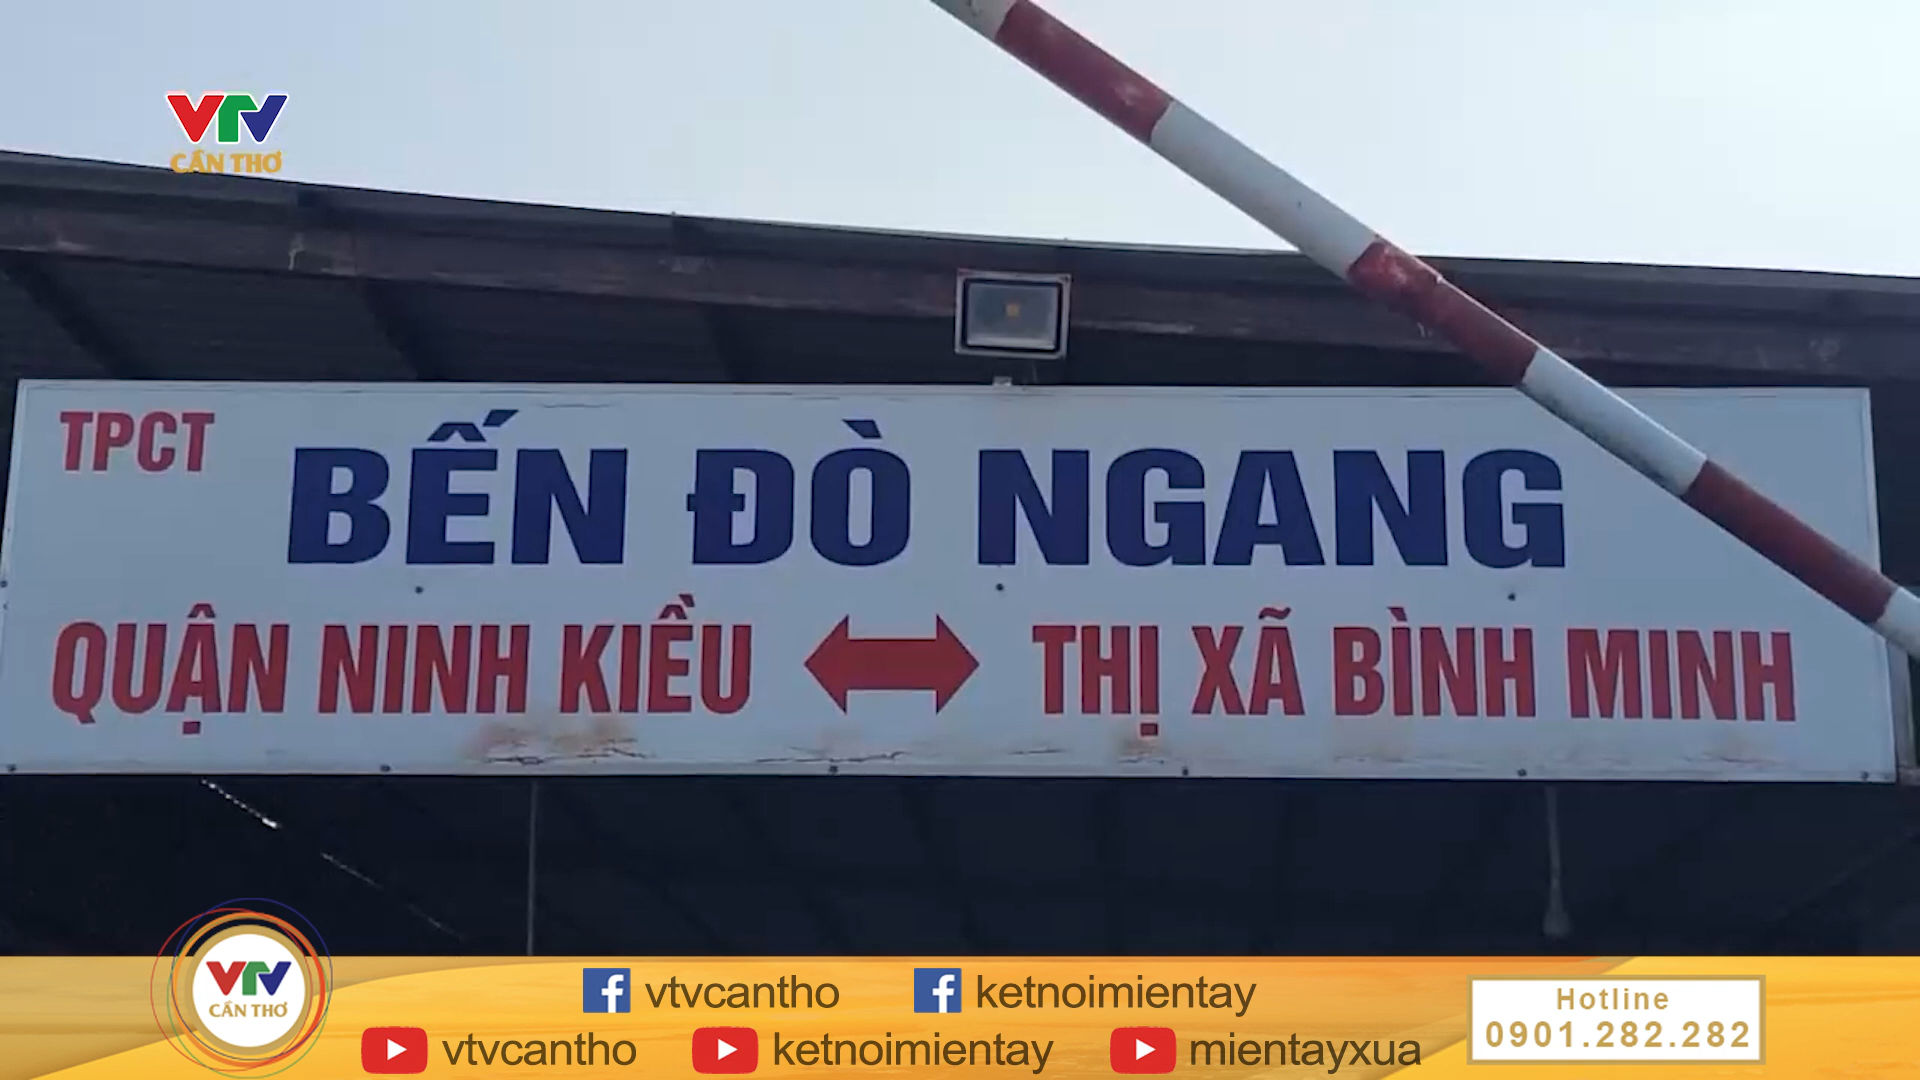 VTV
CẦN THƠ
TPCT
BẾN ĐÒ NGANG
QUẬN NINH KIỀU THỊ XÃ BÌNH MINH
VTV
CẦN THƠ
vtvcantho ketnoimientay
vtvcantho ketnoimientay mientayxua
Hotline
0901.282.282